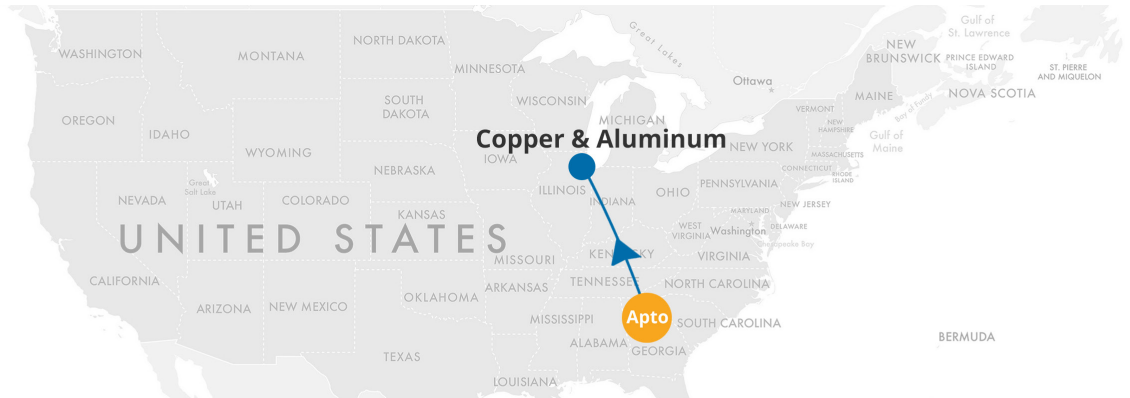 Gulf of
St. Lawrence
WASHINGTON
MONTANA
NORTH DAKOTA
MINNESOTA
Great Lakes
Ottawa
NEW
BRUNSWICK
PRINCE EDWARD
ISLAND
ST. PIERRE
AND MIQUELON
OREGON
IDAHO
SOUTH
DAKOTA
WISCONSIN
MICHIGAN
VERMONT
MAINE
Bay of Fundy
NOVA SCOTIA
NEW
HAMPSHIRE
Gulf of
Maine
Copper & Aluminum
WYOMING
IOWA
NEW YORK
MASSACHUSETTS
NEBRASKA
CONNECTICUT
RHODE
ISLAND
Great
Salt Lake
NEVADA
UTAH
COLORADO
ILLINOIS
INDIANA
OHIO
PENNSYLVANIA
NEW JERSEY
KANSAS
MARYLAND
UNITED STATES
WEST
VIRGINIA
Washington
DELAWARE
Chesapeake Bay
MISSOURI
VIRGINIA
CALIFORNIA
ARKANSAS
TENNESSEE
NORTH CAROLINA
ARIZONA
NEW MEXICO
OKLAHOMA
MISSISSIPPI
Apto
SOUTH CAROLINA
BERMUDA
TEXAS
ALABAMA
GEORGIA
LOUISIANA